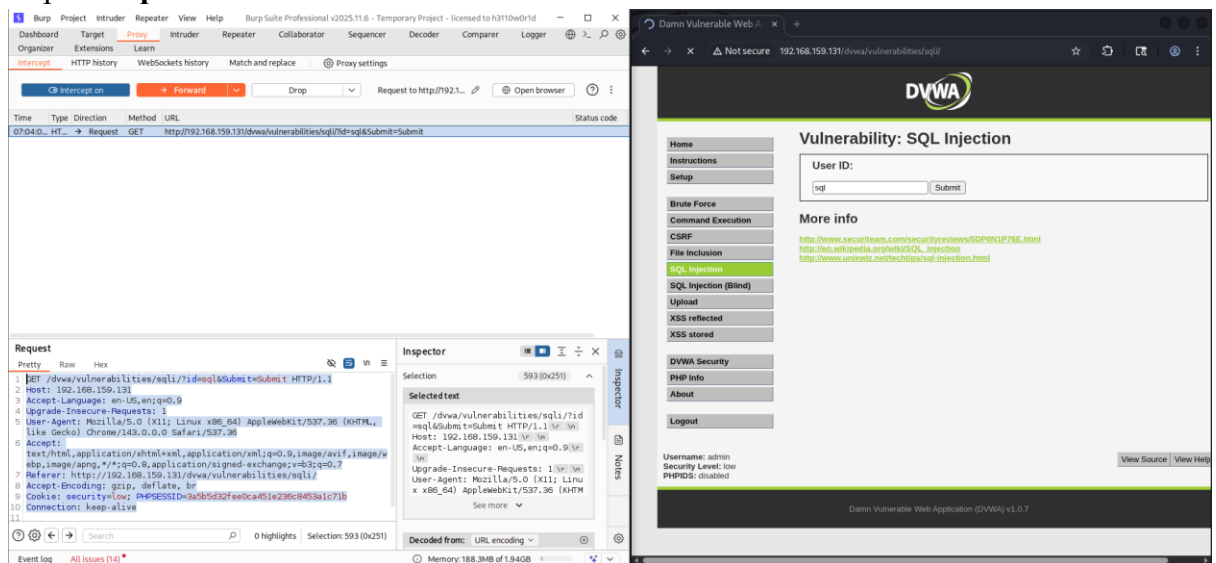 Burp Project Intruder Repeater View Help Burp Suite Professional v2025.11.6 - Temporary Project - licensed to h3110w0r1d
Dashboard Target Proxy Intruder Repeater Collaborator Sequencer Decoder Comparer Logger
Organizer Extensions Learn
Intercept HTTP history WebSockets history Match and replace Proxy settings
Intercept on Forward Drop Request to http://192.1... Open browser
Time Type Direction Method URL Status code
07:04:0... HT... → Request GET http://192.168.159.131/dvwa/vulnerabilities/sqli/?id=sql&Submit=Submit
Request
Pretty Raw Hex
1 GET /dvwa/vulnerabilities/sqli/?id=sql&Submit=Submit HTTP/1.1
2 Host: 192.168.159.131
3 Accept-Language: en-US,en;q=0.9
4 Upgrade-Insecure-Requests: 1
5 User-Agent: Mozilla/5.0 (X11; Linux x86_64) AppleWebKit/537.36 (KHTML,
like Gecko) Chrome/143.0.0.0 Safari/537.36
6 Accept:
text/html,application/xhtml+xml,application/xml;q=0.9,image/avif,image/w
ebp,image/apng,*/*;q=0.8,application/signed-exchange;v=b3;q=0.7
7 Referer: http://192.168.159.131/dvwa/vulnerabilities/sqli/
8 Accept-Encoding: gzip, deflate, br
9 Cookie: security=low; PHPSESSID=3a5b5d32fee0ca451e236c8453a1c71b
10 Connection: keep-alive
11
Search 0 highlights Selection: 593 (0x251)
Event log All issues (14) Memory: 188.3MB of 1.94GB
Inspector
Selection 593 (0x251)
Selected text
GET /dvwa/vulnerabilities/sqli/?id
=sql&Submit=Submit HTTP/1.1 \r \n
Host: 192.168.159.131 \r \n
Accept-Language: en-US,en;q=0.9 \r
\n
Upgrade-Insecure-Requests: 1 \r \n
User-Agent: Mozilla/5.0 (X11; Linu
x x86_64) AppleWebKit/537.36 (KHTM
See more
Decoded from: URL encoding
Inspector
Notes
Damn Vulnerable Web A
Not secure 192.168.159.131/dvwa/vulnerabilities/sqli/
DVWA
Home
Instructions
Setup
Brute Force
Command Execution
CSRF
File Inclusion
SQL Injection
SQL Injection (Blind)
Upload
XSS reflected
XSS stored
DVWA Security
PHP Info
About
Logout
Vulnerability: SQL Injection
User ID:
sql Submit
More info
http://www.securiteam.com/securityreviews/5DP0N1P76E.html
http://en.wikipedia.org/wiki/SQL_injection
http://www.unixwiz.net/techtips/sql-injection.html
Username: admin
Security Level: low
PHPIDS: disabled
View Source View Help
Damn Vulnerable Web Application (DVWA) v1.0.7